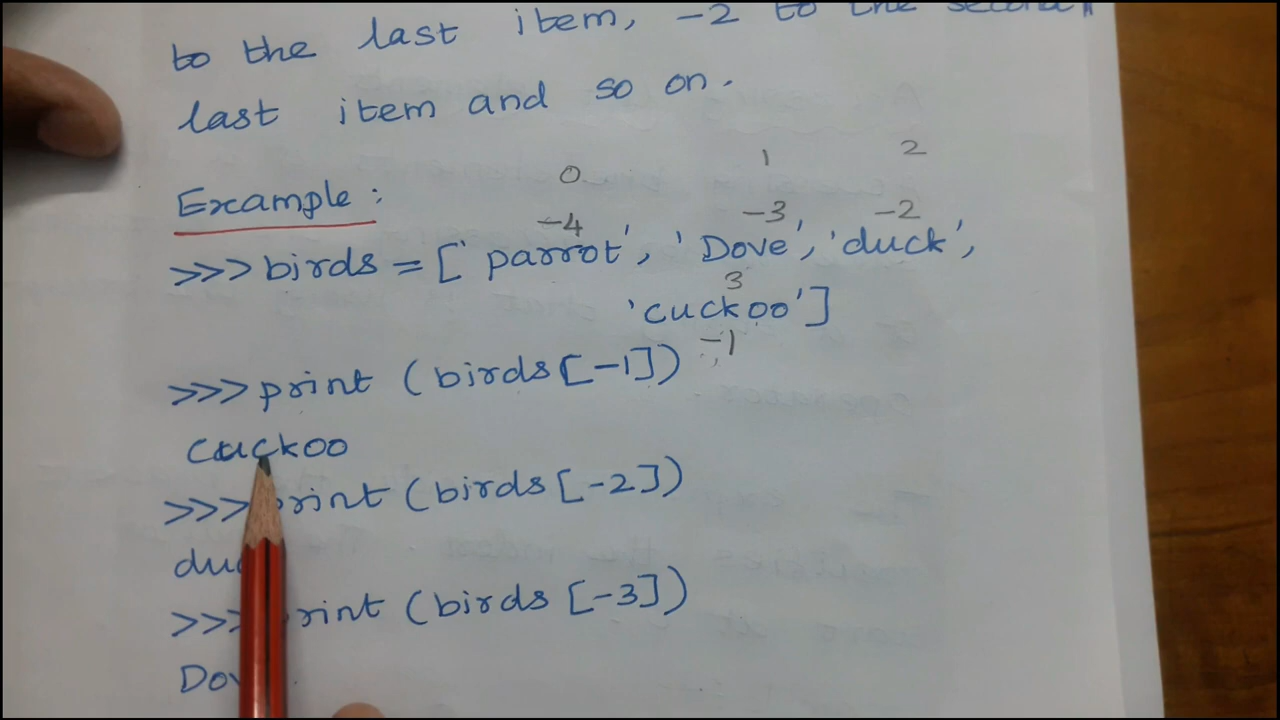 to the last item, -2 to the second
last item and so on.
0 1 2
Example:
-4 -3 -2
>>> birds = ['parrot', 'Dove', 'duck',
3
'cuckoo']
-1
>>> print (birds [-1])
cuckoo
>>> print (birds [-2])
>>> print (birds [-3])